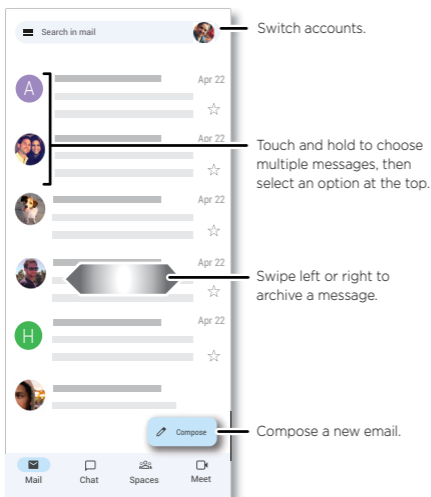 Search in mail
Switch accounts.
A
Apr 22
Apr 22
Touch and hold to choose
multiple messages, then
select an option at the top.
Apr 22
Apr 22
Swipe left or right to
archive a message.
H
Apr 22
Compose
Compose a new email.
Mail
Chat
Spaces
Meet